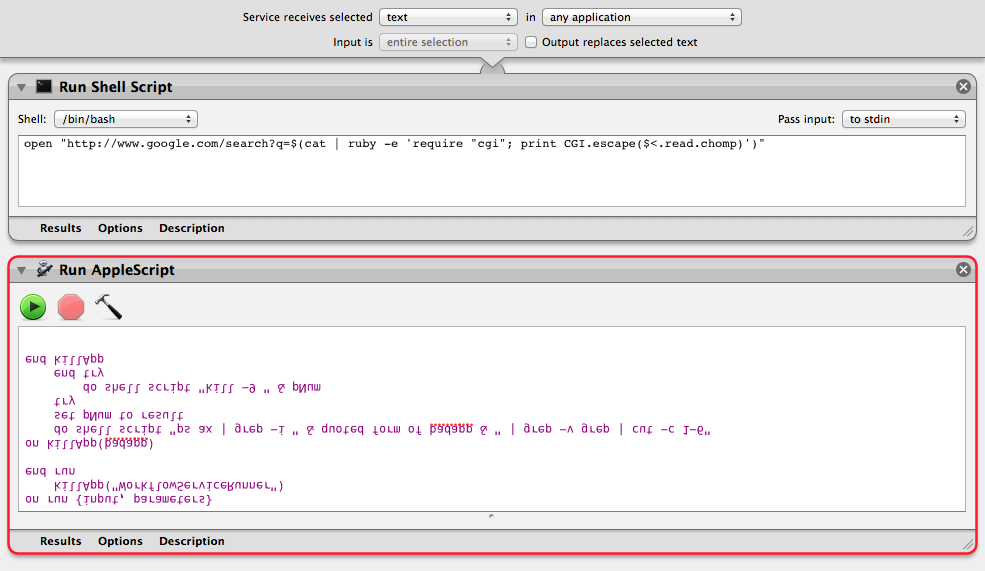 Service receives selected text in any application
Input is entire selection Output replaces selected text
Run Shell Script
Shell: /bin/bash Pass input: to stdin
open "http://www.google.com/search?q=$(cat | ruby -e 'require "cgi"; print CGI.escape($<.read.chomp)')"
Results Options Description
Run AppleScript
on run {input, parameters}
killApp("WorkflowServiceRunner")
end run
on killApp(badapp)
do shell script "ps ax | grep -i " & quoted form of badapp & " | grep -v grep | cut -c 1-6"
set pNum to result
try
do shell script "kill -9 " & pNum
end try
end killApp
Results Options Description